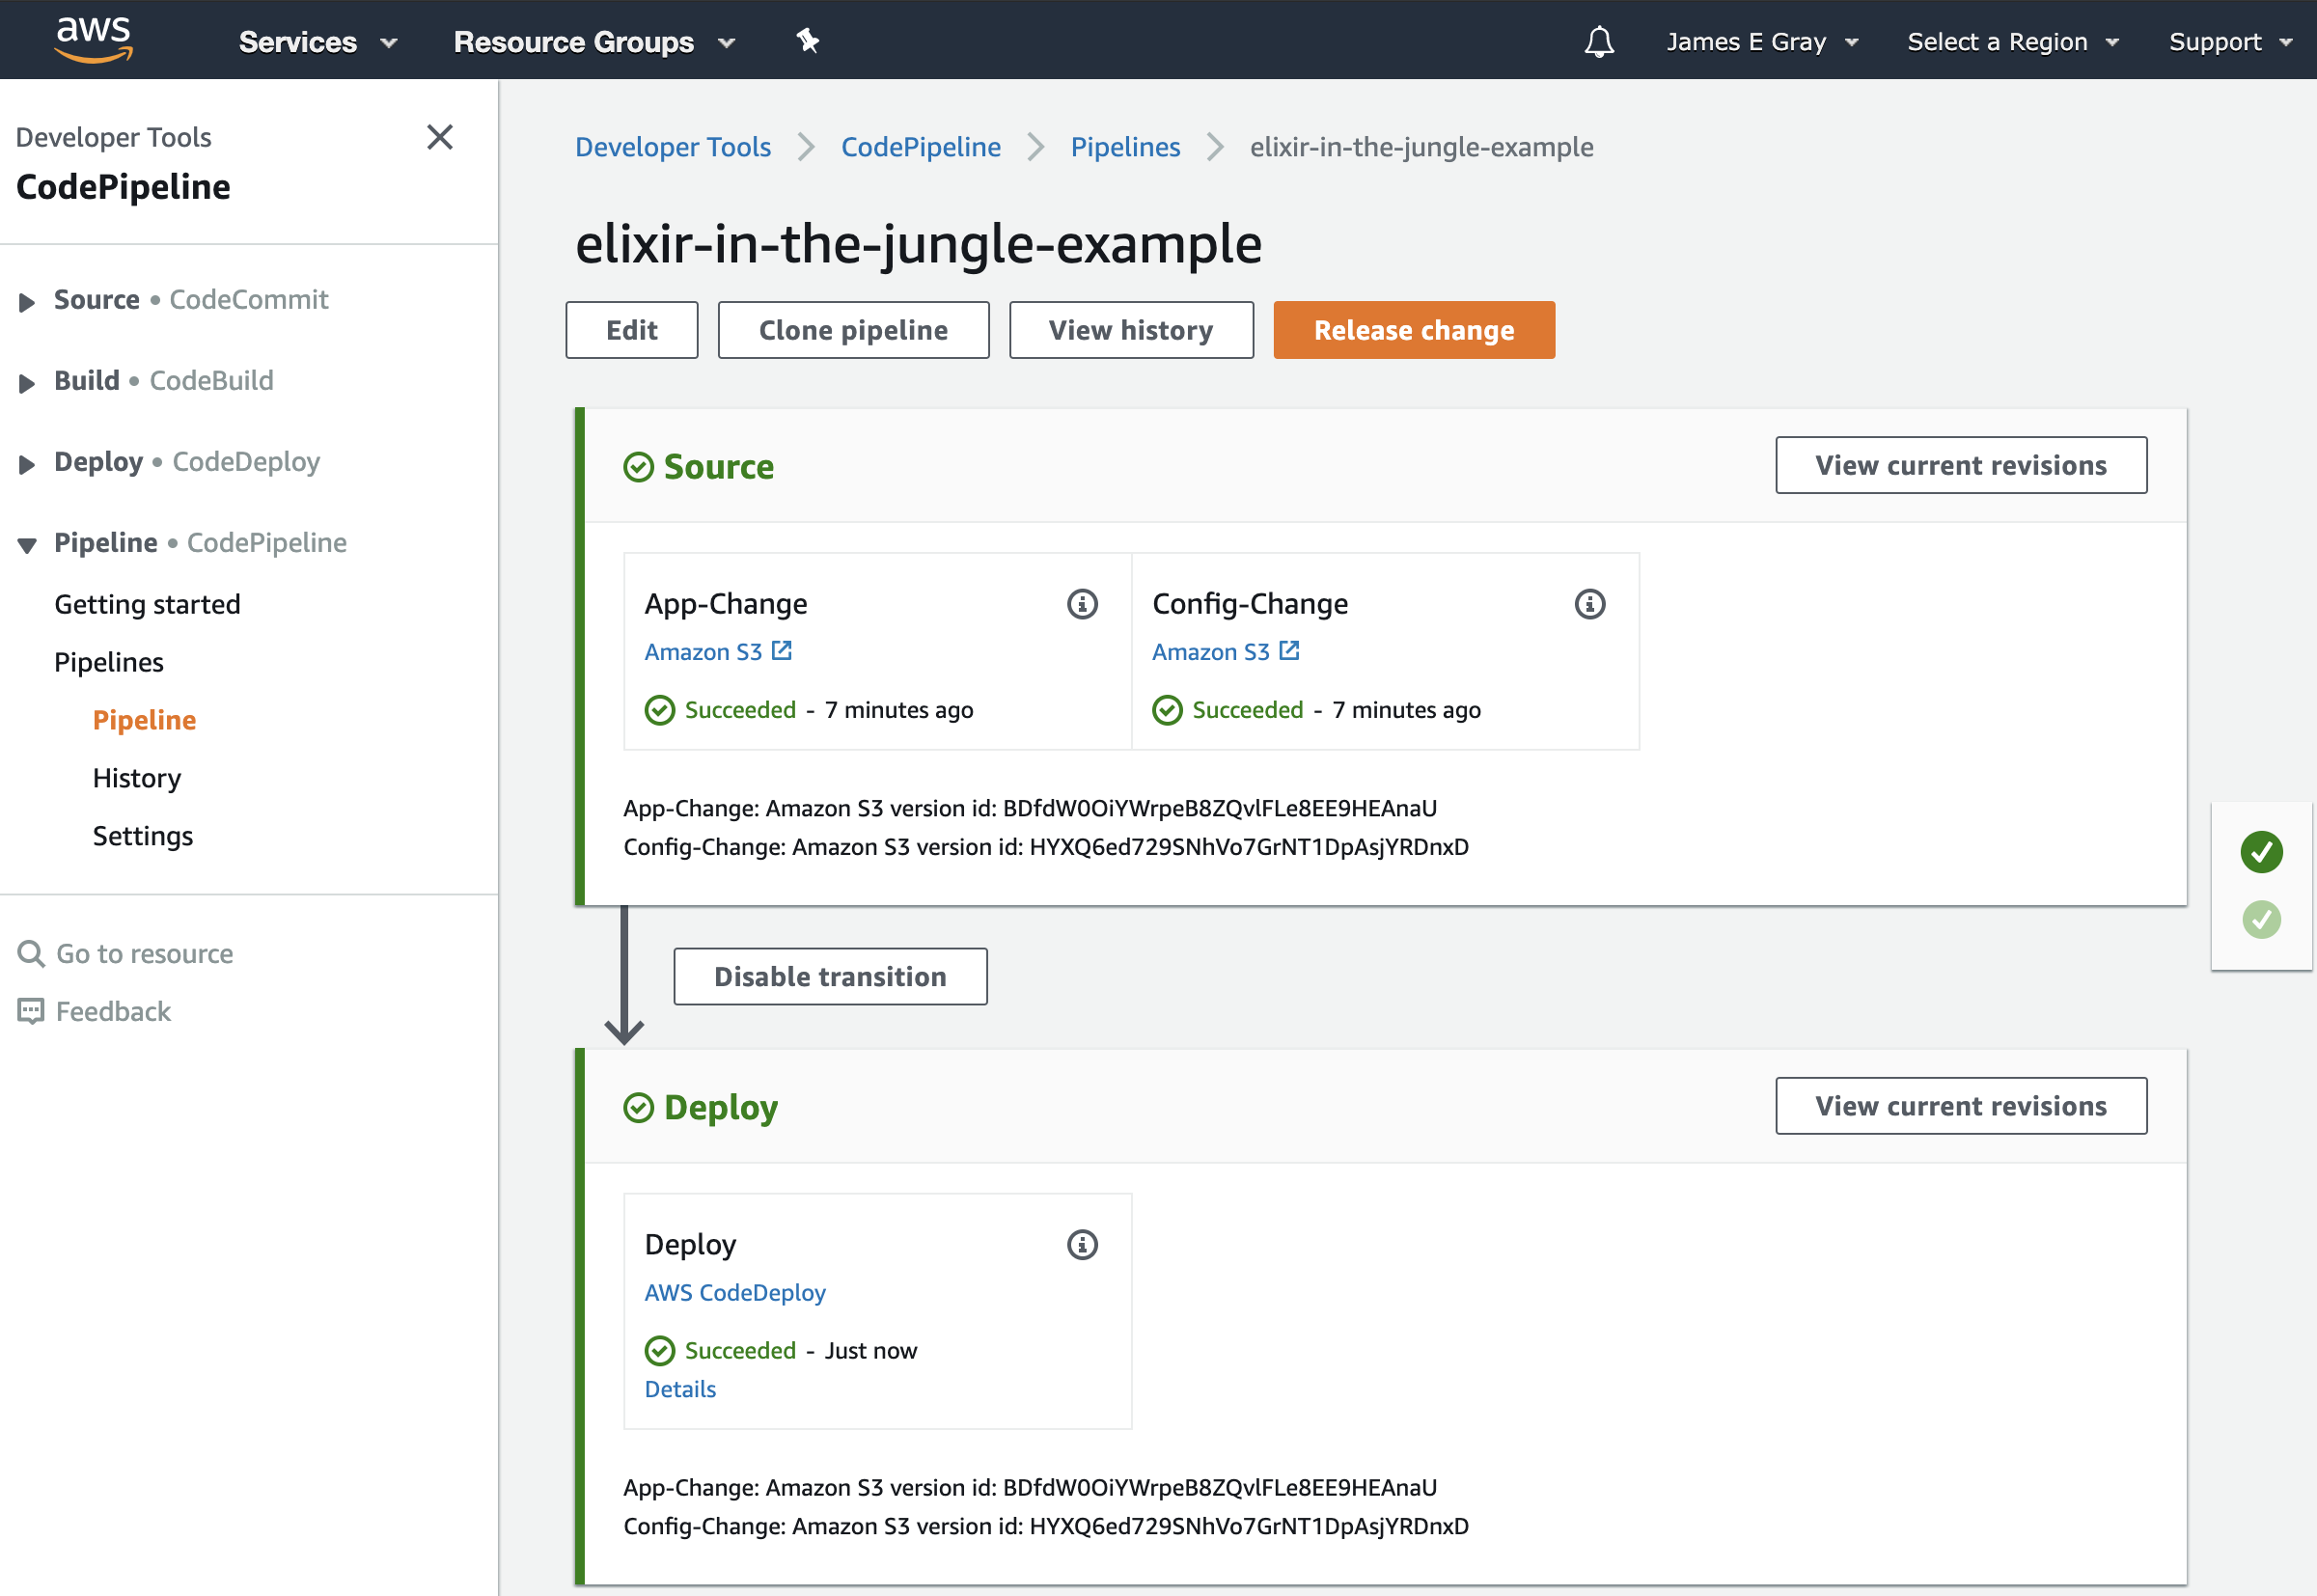 aws Services Resource Groups James E Gray Select a Region Support
Developer Tools
CodePipeline
Source • CodeCommit
Build • CodeBuild
Deploy • CodeDeploy
Pipeline • CodePipeline
Getting started
Pipelines
Pipeline
History
Settings
Go to resource
Feedback
Developer Tools CodePipeline Pipelines elixir-in-the-jungle-example
elixir-in-the-jungle-example
Edit Clone pipeline View history Release change
Source View current revisions
App-Change Config-Change
Amazon S3 Amazon S3
Succeeded - 7 minutes ago Succeeded - 7 minutes ago
App-Change: Amazon S3 version id: BDfdW0OiYWrpeB8ZQvlFLe8EE9HEAnaU
Config-Change: Amazon S3 version id: HYXQ6ed729SNhVo7GrNT1DpAsjYRDnxD
Disable transition
Deploy View current revisions
Deploy
AWS CodeDeploy
Succeeded - Just now
Details
App-Change: Amazon S3 version id: BDfdW0OiYWrpeB8ZQvlFLe8EE9HEAnaU
Config-Change: Amazon S3 version id: HYXQ6ed729SNhVo7GrNT1DpAsjYRDnxD